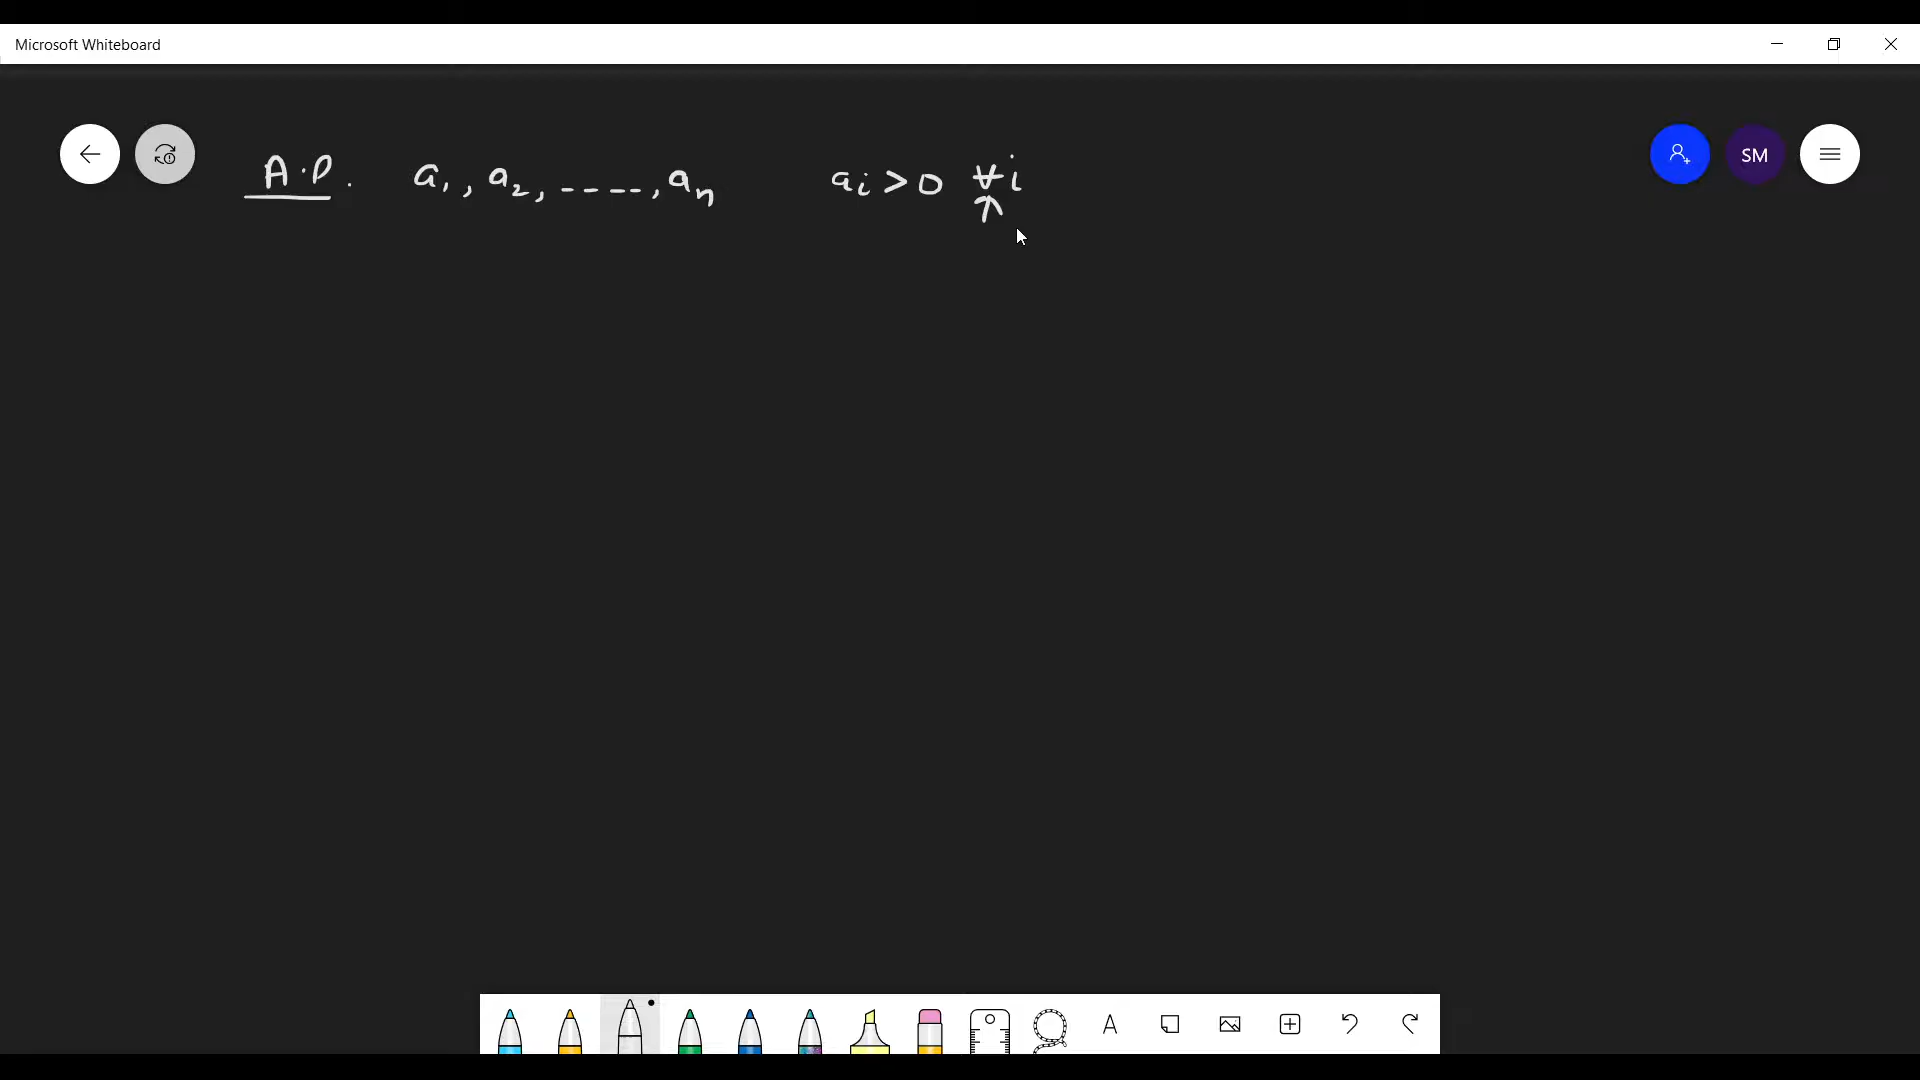 Microsoft Whiteboard
A.P. a₁, a₂, ----, aₙ aᵢ > 0 ∀i
↑
SM
A